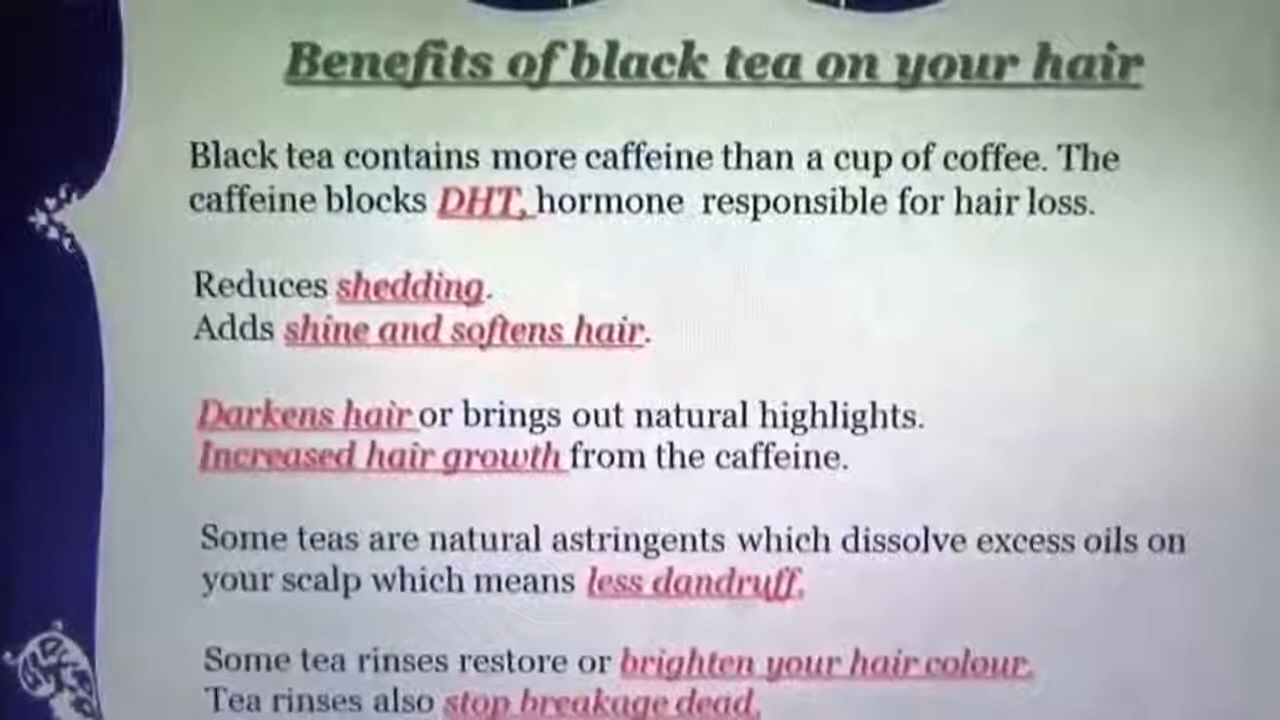 Benefits of black tea on your hair
Black tea contains more caffeine than a cup of coffee. The
caffeine blocks DHT, hormone responsible for hair loss.
Reduces shedding.
Adds shine and softens hair.
Darkens hair or brings out natural highlights.
Increased hair growth from the caffeine.
Some teas are natural astringents which dissolve excess oils on
your scalp which means less dandruff.
Some tea rinses restore or brighten your hair colour.
Tea rinses also stop breakage dead.